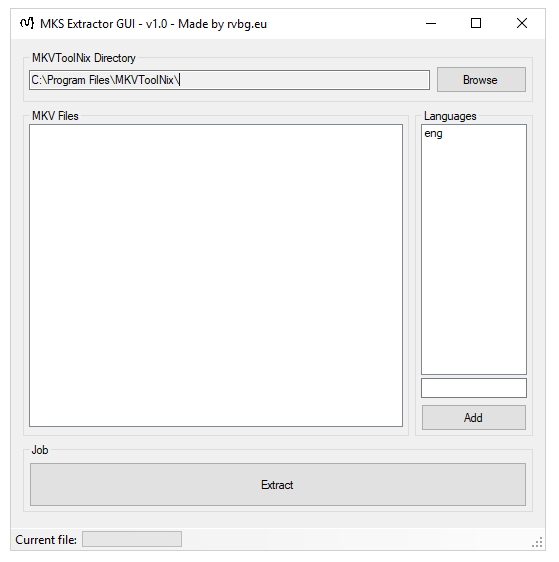 MKS Extractor GUI - v1.0 - Made by rvbg.eu
MKVToolNix Directory
C:\Program Files\MKVToolNix\
Browse
MKV Files
Languages
eng
Add
Job
Extract
Current file: